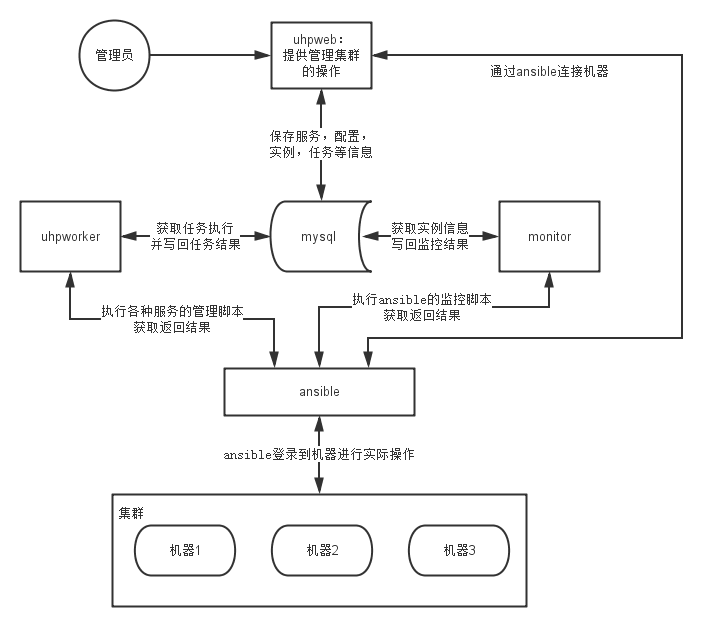 管理员
uhpweb：
提供管理集群
的操作
通过ansible连接机器
保存服务，配置，
实例，任务等信息
uhpworker
获取任务执行
并写回任务结果
mysql
获取实例信息
写回监控结果
monitor
执行各种服务的管理脚本
获取返回结果
执行ansible的监控脚本
获取返回结果
ansible
ansible登录到机器进行实际操作
集群
机器1
机器2
机器3